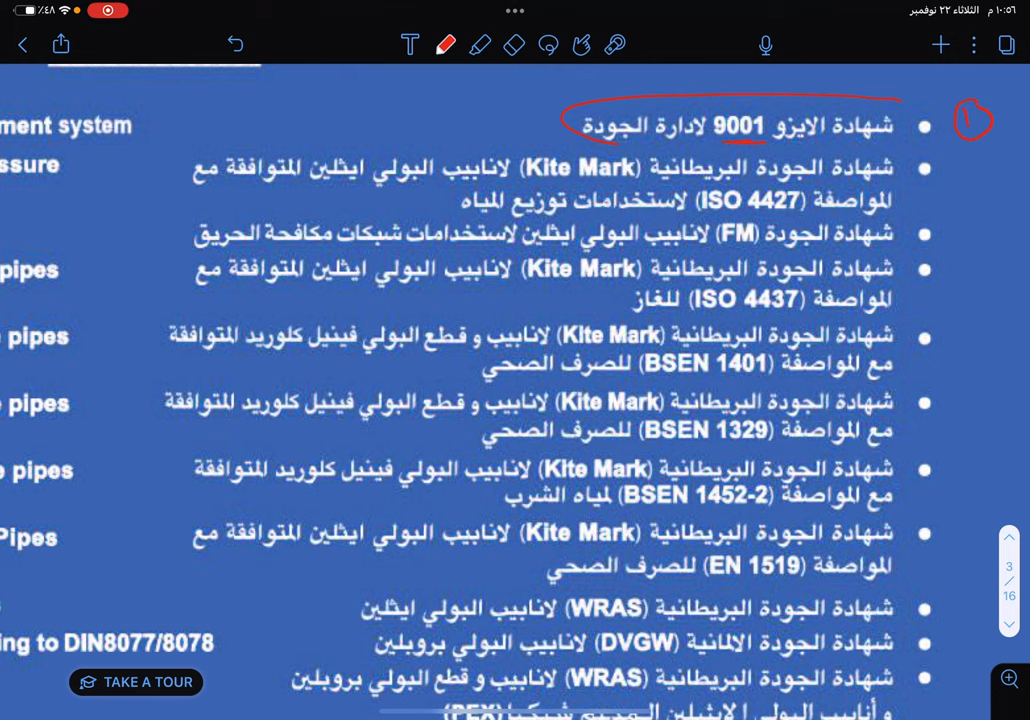 ١٠:٥٦ م الثلاثاء ٢٢ نوفمبر
٪٤٨
T
1
شهادة الايزو 9001 لادارة الجودة
ment system
شهادة الجودة البريطانية (Kite Mark) لانابيب البولي ايثلين المتوافقة مع
ssure
المواصفة (ISO 4427) لاستخدامات توزيع المياه
شهادة الجودة (FM) لانابيب البولي ايثلين لاستخدامات شبكات مكافحة الحريق
شهادة الجودة البريطانية (Kite Mark) لانابيب البولي ايثلين المتوافقة مع
pipes
المواصفة (ISO 4437) للغاز
شهادة الجودة البريطانية (Kite Mark) لانابيب و قطع البولي فينيل كلوريد المتوافقة
pipes
مع المواصفة (BSEN 1401) للصرف الصحي
شهادة الجودة البريطانية (Kite Mark) لانابيب و قطع البولي فينيل كلوريد المتوافقة
pipes
مع المواصفة (BSEN 1329) للصرف الصحي
شهادة الجودة البريطانية (Kite Mark) لانابيب البولي فينيل كلوريد المتوافقة
e pipes
مع المواصفة (BSEN 1452-2) لمياه الشرب
شهادة الجودة البريطانية (Kite Mark) لانابيب البولي ايثلين المتوافقة مع
Pipes
المواصفة (EN 1519) للصرف الصحي
3
/
16
شهادة الجودة البريطانية (WRAS) لانابيب البولي ايثلين
شهادة الجودة الالمانية (DVGW) لانابيب البولي بروبلين
ing to DIN8077/8078
شهادة الجودة البريطانية (WRAS) لانابيب و قطع البولي بروبلين
TAKE A TOUR
و أنابيب البولي ايثيلين (PEX)